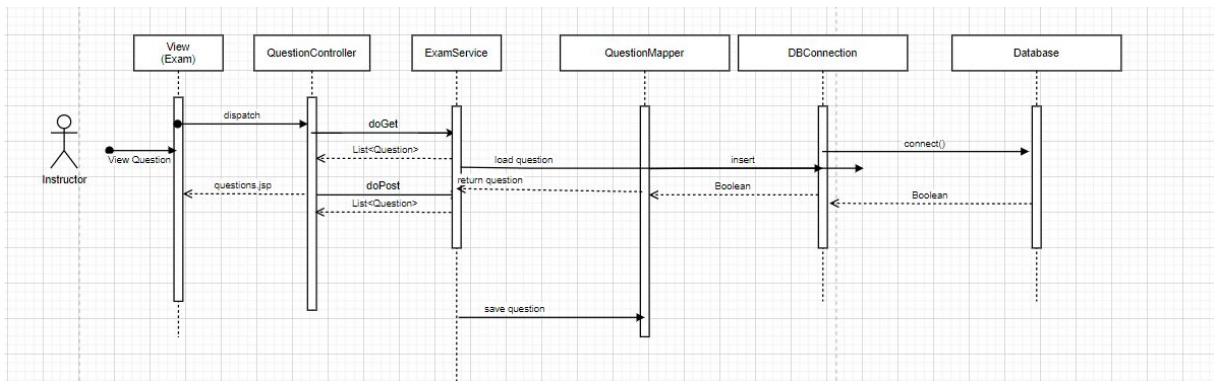 View
(Exam)
QuestionController
ExamService
QuestionMapper
DBConnection
Database
dispatch
doGet
connect()
View Question
List<Question>
load question
insert
Instructor
questions.jsp
doPost
return question
Boolean
Boolean
List<Question>
save question